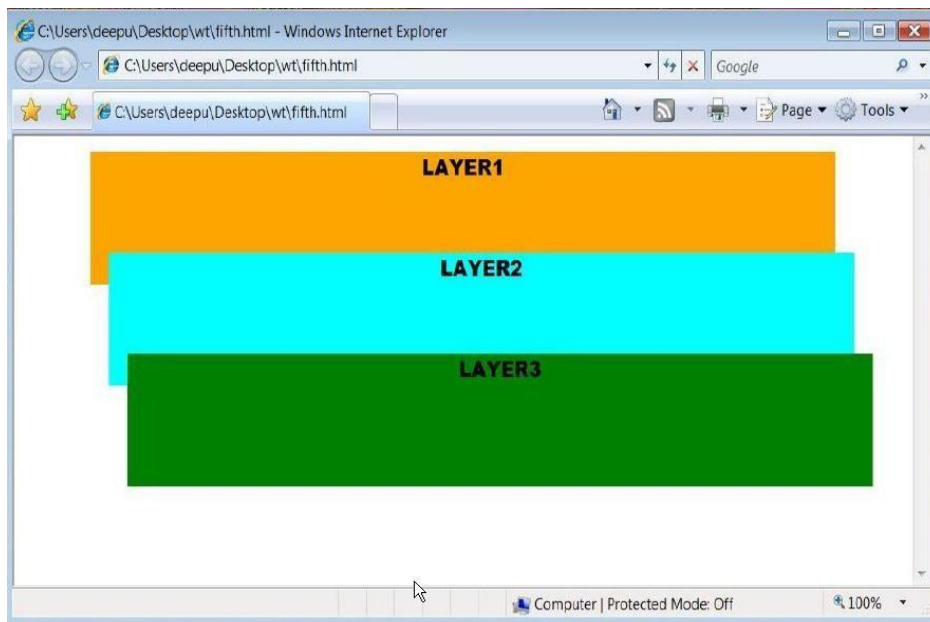 C:\Users\deepu\Desktop\wt\fifth.html - Windows Internet Explorer
C:\Users\deepu\Desktop\wt\fifth.html Google
C:\Users\deepu\Desktop\wt\fifth.html Page Tools »
LAYER1
LAYER2
LAYER3
Computer | Protected Mode: Off 100%